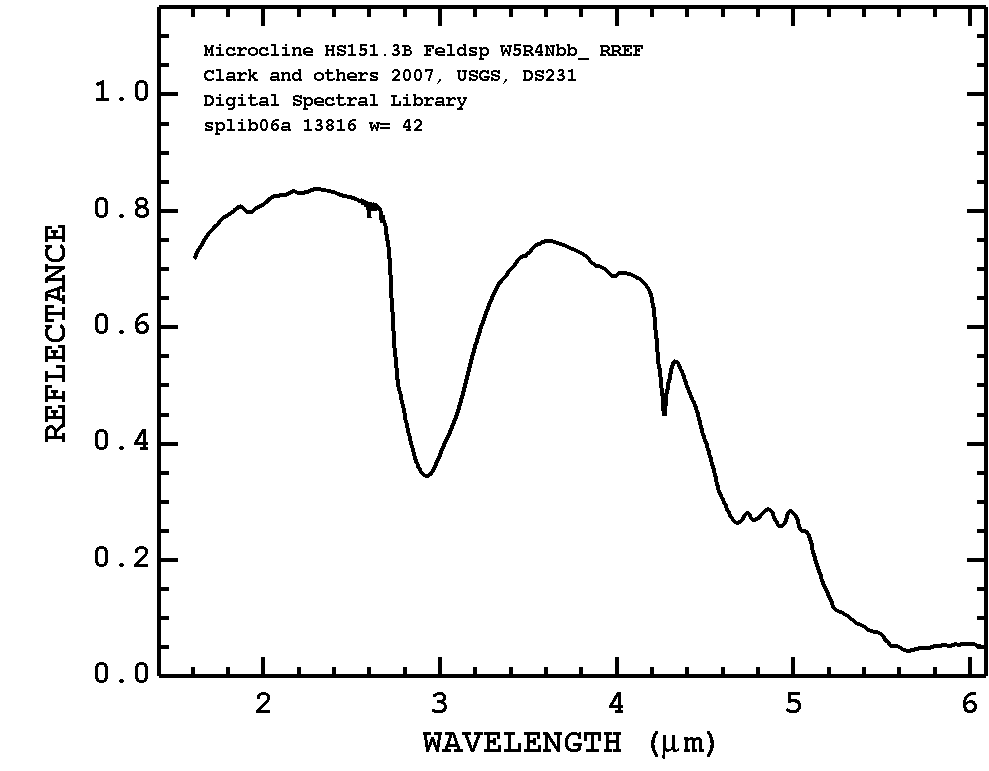 Microcline HS151.3B Feldsp W5R4Nbb_ RREF
Clark and others 2007, USGS, DS231
Digital Spectral Library
splib06a 13816 w= 42
1.0
0.8
0.6
0.4
0.2
0.0
REFLECTANCE
2 3 4 5 6
WAVELENGTH (μm)